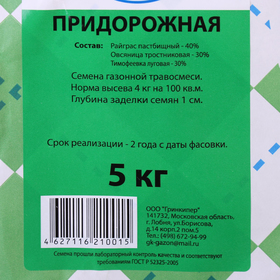 ПРИДОРОЖНАЯ
Состав: Райграс пастбищный - 40%
Овсяница тростниковая - 30%
Тимофеевка луговая - 30%
Семена газонной травосмеси.
Норма высева 4 кг на 100 кв.м.
Глубина заделки семян 1 см.
Срок реализации - 2 года с даты фасовки.
5 кг
ООО "Гринкипер"
141732, Московская область,
г.Лобня, ул.Борисова,
д.14 корп.2 пом.5
Тел.: (498) 672-94-99
gk-gazon@mail.ru
4 627116 210015
Семена прошли лабораторный контроль качества и соответствуют
требованиям ГОСТ Р 52325-2005